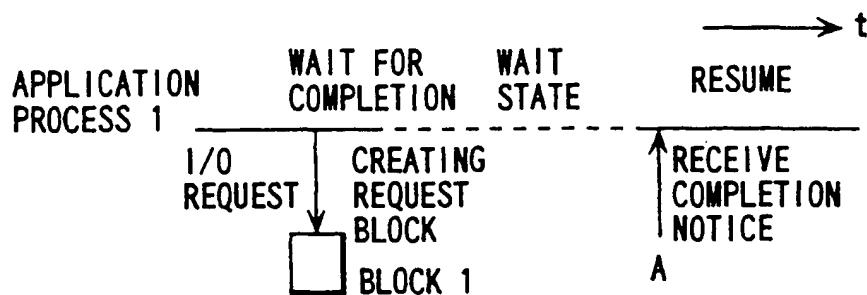 t
APPLICATION
PROCESS 1
WAIT FOR
COMPLETION
WAIT
STATE
RESUME
I/O
REQUEST
CREATING
REQUEST
BLOCK
RECEIVE
COMPLETION
NOTICE
BLOCK 1
A